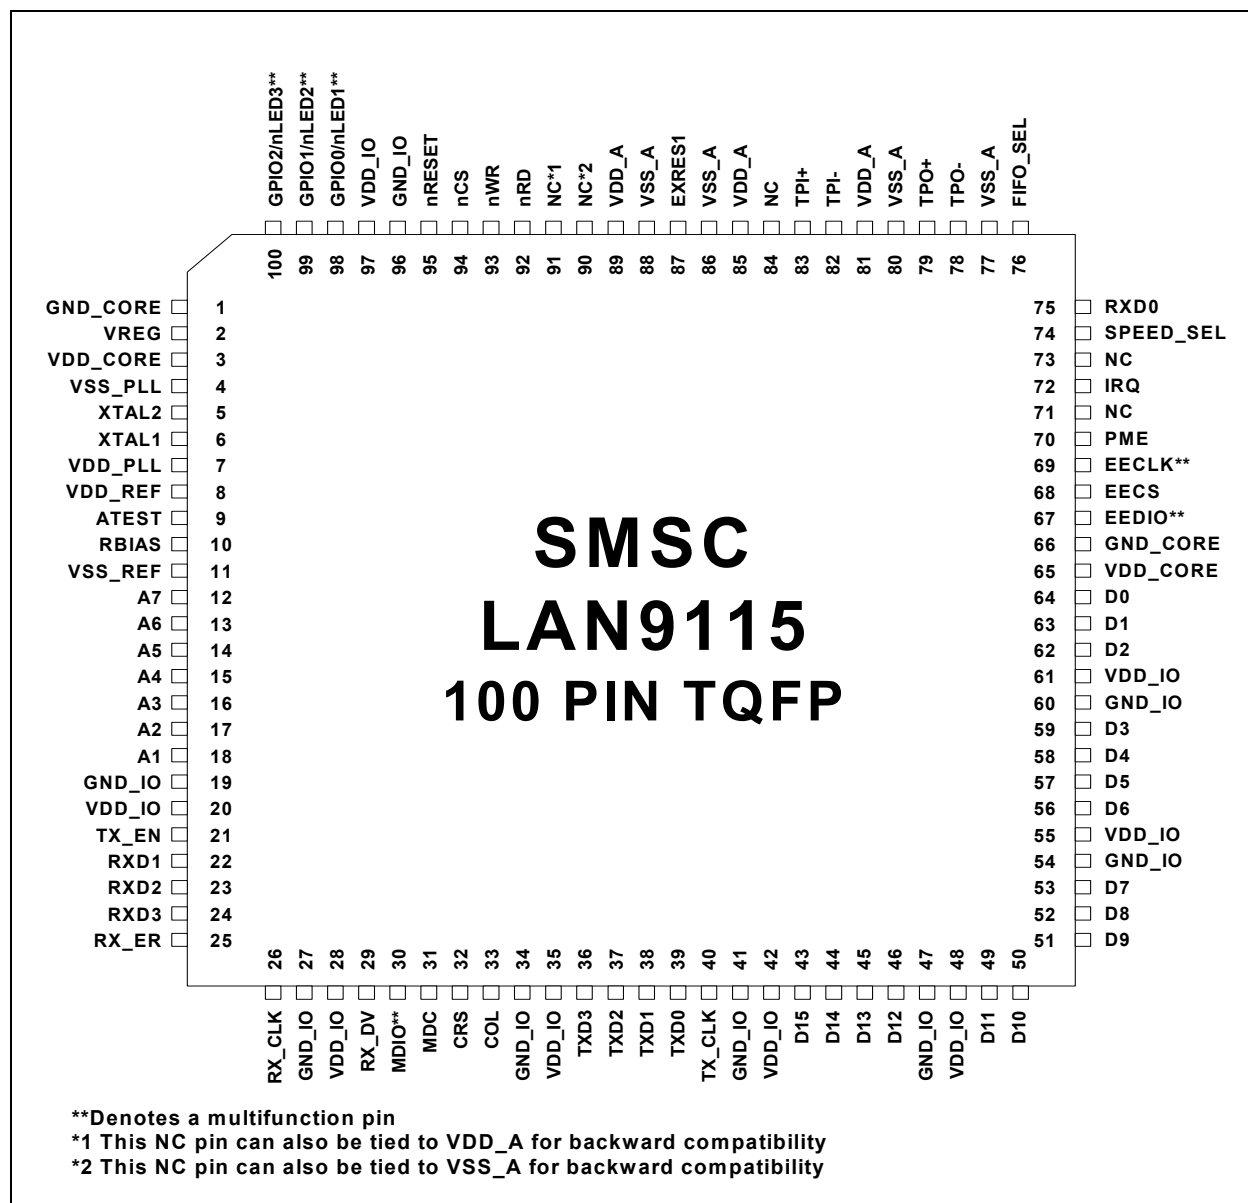 GPIO2/nLED3**
GPIO1/nLED2**
GPIO0/nLED1**
VDD_IO
GND_IO
nRESET
nCS
nWR
nRD
NC*1
NC*2
VDD_A
VSS_A
EXRES1
VSS_A
VDD_A
NC
TPI+
TPI-
VDD_A
VSS_A
TPO+
TPO-
VSS_A
FIFO_SEL
100
99
98
97
96
95
94
93
92
91
90
89
88
87
86
85
84
83
82
81
80
79
78
77
76
GND_CORE 1
VREG 2
VDD_CORE 3
VSS_PLL 4
XTAL2 5
XTAL1 6
VDD_PLL 7
VDD_REF 8
ATEST 9
RBIAS 10
VSS_REF 11
A7 12
A6 13
A5 14
A4 15
A3 16
A2 17
A1 18
GND_IO 19
VDD_IO 20
TX_EN 21
RXD1 22
RXD2 23
RXD3 24
RX_ER 25
SMSC
LAN9115
100 PIN TQFP
75 RXD0
74 SPEED_SEL
73 NC
72 IRQ
71 NC
70 PME
69 EECLK**
68 EECS
67 EEDIO**
66 GND_CORE
65 VDD_CORE
64 D0
63 D1
62 D2
61 VDD_IO
60 GND_IO
59 D3
58 D4
57 D5
56 D6
55 VDD_IO
54 GND_IO
53 D7
52 D8
51 D9
26
27
28
29
30
31
32
33
34
35
36
37
38
39
40
41
42
43
44
45
46
47
48
49
50
RX_CLK
GND_IO
VDD_IO
RX_DV
MDIO**
MDC
CRS
COL
GND_IO
VDD_IO
TXD3
TXD2
TXD1
TXD0
TX_CLK
GND_IO
VDD_IO
D15
D14
D13
D12
GND_IO
VDD_IO
D11
D10
**Denotes a multifunction pin
*1 This NC pin can also be tied to VDD_A for backward compatibility
*2 This NC pin can also be tied to VSS_A for backward compatibility